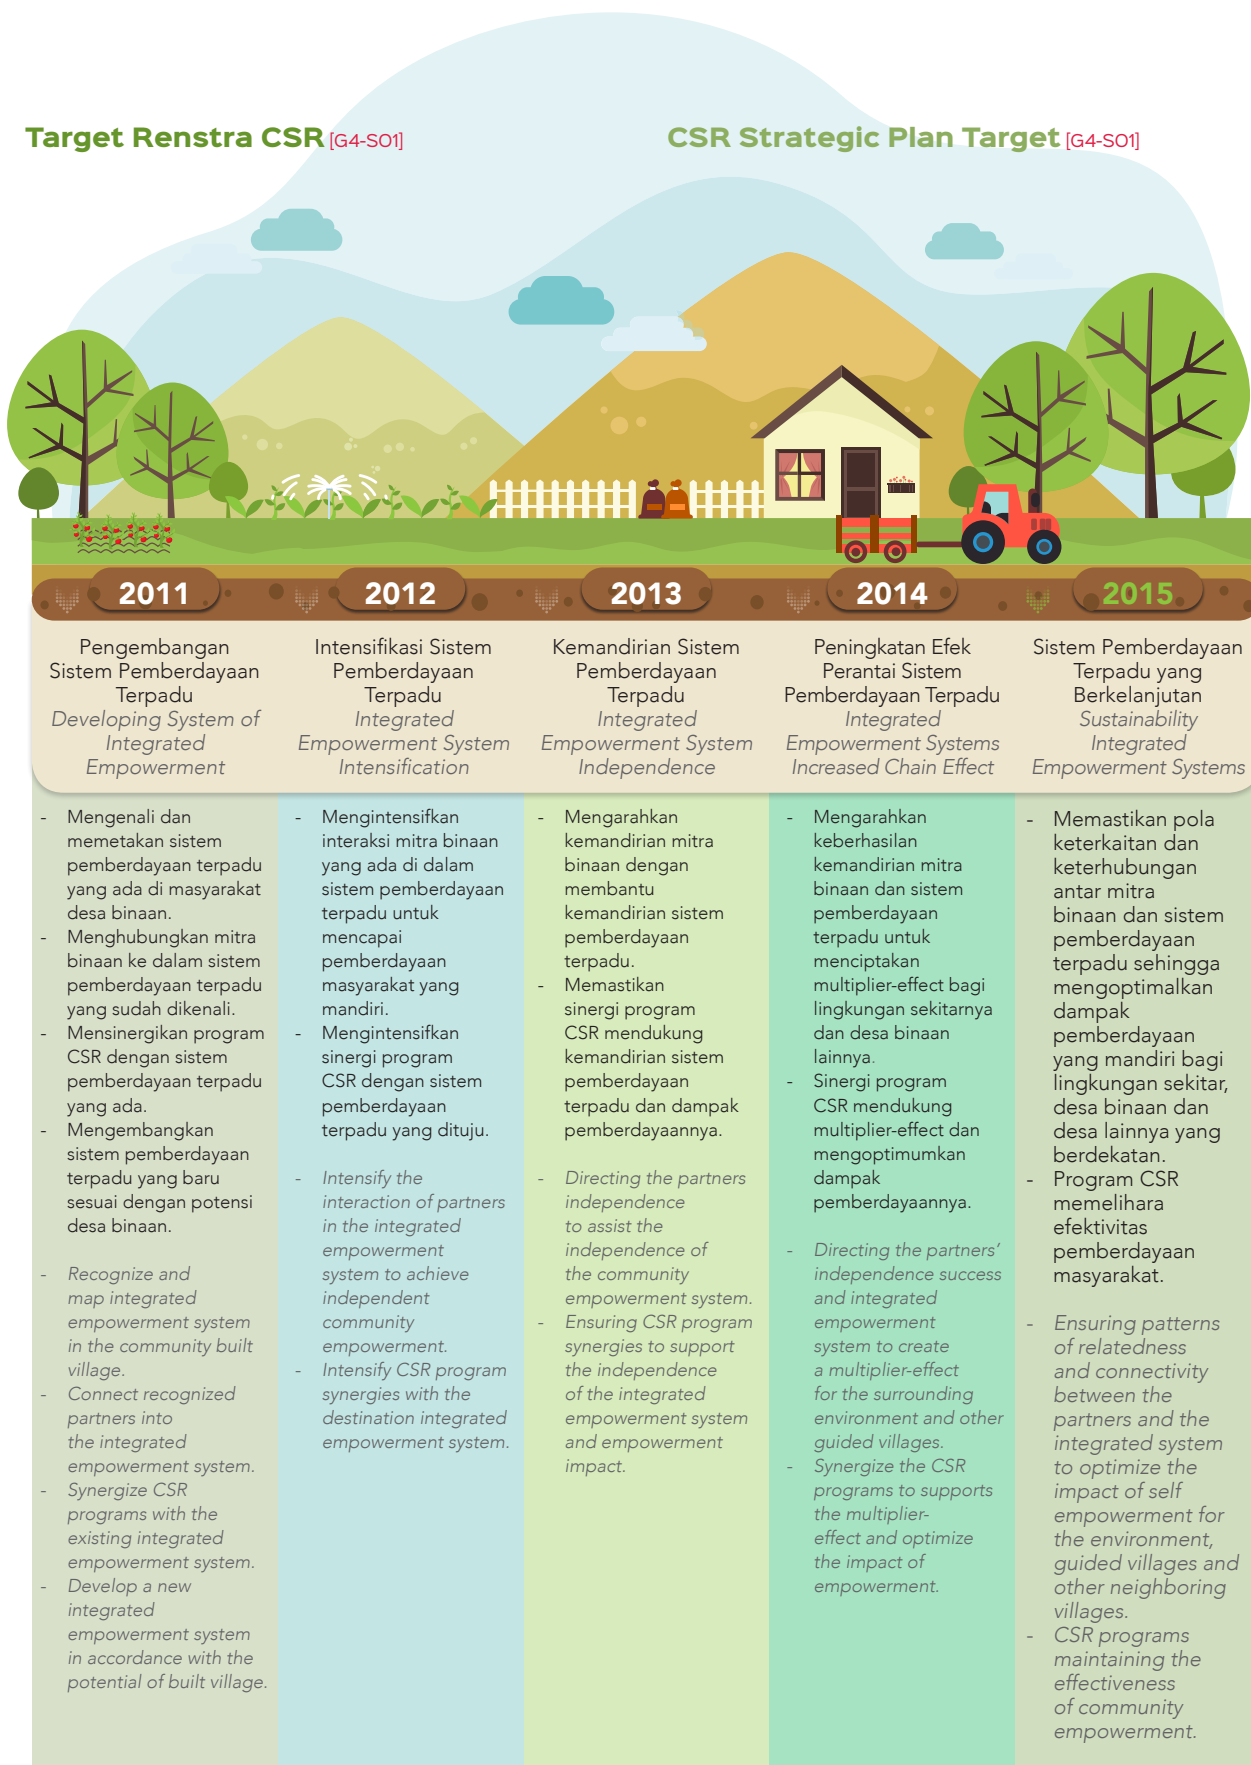 Target Renstra CSR [G4-SO1]
CSR Strategic Plan Target [G4-SO1]
2011
Pengembangan
Sistem Pemberdayaan
Terpadu
Developing System of
Integrated
Empowerment
- Mengenali dan
memetakan sistem
pemberdayaan terpadu
yang ada di masyarakat
desa binaan.
- Menghubungkan mitra
binaan ke dalam sistem
pemberdayaan terpadu
yang sudah dikenali.
- Mensinergikan program
CSR dengan sistem
pemberdayaan terpadu
yang ada.
- Mengembangkan
sistem pemberdayaan
terpadu yang baru
sesuai dengan potensi
desa binaan.
- Recognize and
map integrated
empowerment system
in the community built
village.
- Connect recognized
partners into
the integrated
empowerment system.
- Synergize CSR
programs with the
existing integrated
empowerment system.
- Develop a new
integrated
empowerment system
in accordance with the
potential of built village.
2012
Intensifikasi Sistem
Pemberdayaan
Terpadu
Integrated
Empowerment System
Intensification
- Mengintensifkan
interaksi mitra binaan
yang ada di dalam
sistem pemberdayaan
terpadu untuk
mencapai
pemberdayaan
masyarakat yang
mandiri.
- Mengintensifkan
sinergi program
CSR dengan sistem
pemberdayaan
terpadu yang dituju.
- Intensify the
interaction of partners
in the integrated
empowerment
system to achieve
independent
community
empowerment.
- Intensify CSR program
synergies with the
destination integrated
empowerment system.
2013
Kemandirian Sistem
Pemberdayaan
Terpadu
Integrated
Empowerment System
Independence
- Mengarahkan
kemandirian mitra
binaan dengan
membantu
kemandirian sistem
pemberdayaan
terpadu.
- Memastikan
sinergi program
CSR mendukung
kemandirian sistem
pemberdayaan
terpadu dan dampak
pemberdayaannya.
- Directing the partners
independence
to assist the
independence of
the community
empowerment system.
- Ensuring CSR program
synergies to support
the independence
of the integrated
empowerment system
and empowerment
impact.
2014
Peningkatan Efek
Perantai Sistem
Pemberdayaan Terpadu
Integrated
Empowerment Systems
Increased Chain Effect
- Mengarahkan
keberhasilan
kemandirian mitra
binaan dan sistem
pemberdayaan
terpadu untuk
menciptakan
multiplier-effect bagi
lingkungan sekitarnya
dan desa binaan
lainnya.
- Sinergi program
CSR mendukung
multiplier-effect dan
mengoptimumkan
dampak
pemberdayaannya.
- Directing the partners’
independence success
and integrated
empowerment
system to create
a multiplier-effect
for the surrounding
environment and other
guided villages.
- Synergize the CSR
programs to supports
the multiplier-
effect and optimize
the impact of
empowerment.
2015
Sistem Pemberdayaan
Terpadu yang
Berkelanjutan
Sustainability
Integrated
Empowerment Systems
- Memastikan pola
keterkaitan dan
keterhubungan
antar mitra
binaan dan sistem
pemberdayaan
terpadu sehingga
mengoptimalkan
dampak
pemberdayaan
yang mandiri bagi
lingkungan sekitar,
desa binaan dan
desa lainnya yang
berdekatan.
- Program CSR
memelihara
efektivitas
pemberdayaan
masyarakat.
- Ensuring patterns
of relatedness
and connectivity
between the
partners and the
integrated system
to optimize the
impact of self
empowerment for
the environment,
guided villages and
other neighboring
villages.
- CSR programs
maintaining the
effectiveness
of community
empowerment.